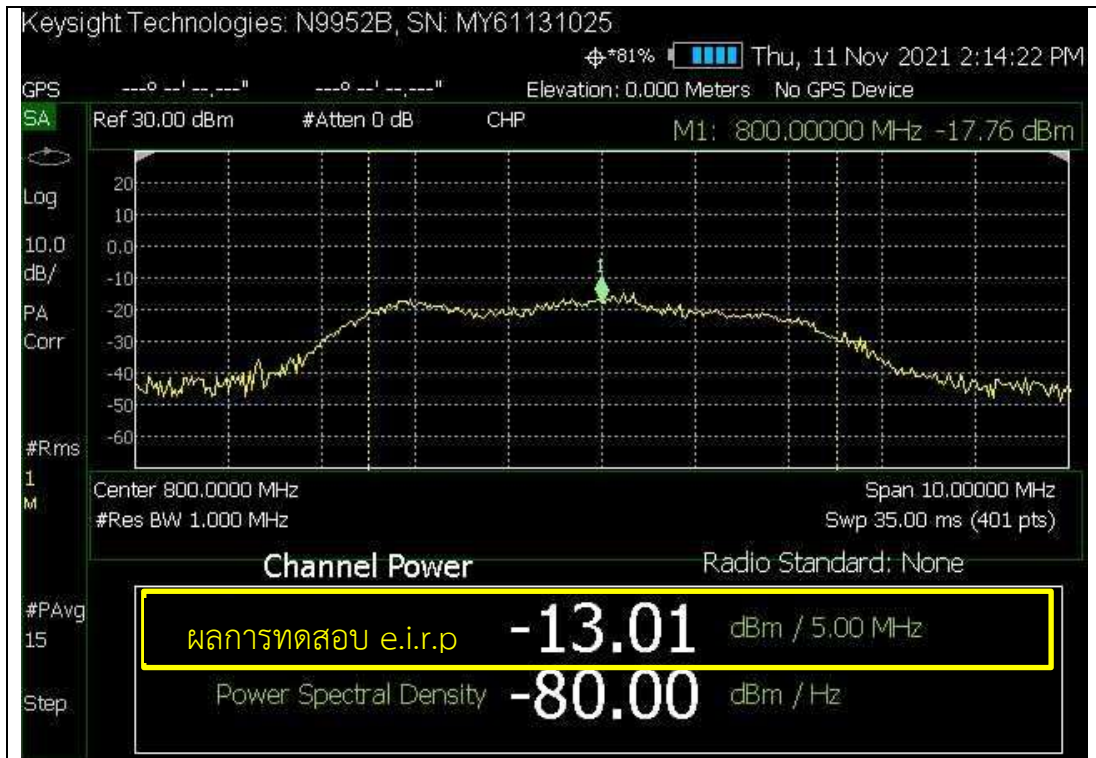 Keysight Technologies: N9952B, SN: MY61131025
*81% Thu, 11 Nov 2021 2:14:22 PM
GPS ---º --' --.---" ---º --' --.---" Elevation: 0.000 Meters No GPS Device
SA Ref 30.00 dBm #Atten 0 dB CHP M1: 800.00000 MHz -17.76 dBm
Log
10.0
dB/
PA
Corr
#Rms
1
M
20
10
0.0
-10
-20
-30
-40
-50
-60
1
Center 800.0000 MHz Span 10.00000 MHz
#Res BW 1.000 MHz Swp 35.00 ms (401 pts)
Channel Power Radio Standard: None
#PAvg
15
ผลการทดสอบ e.i.r.p -13.01 dBm / 5.00 MHz
Step Power Spectral Density -80.00 dBm / Hz